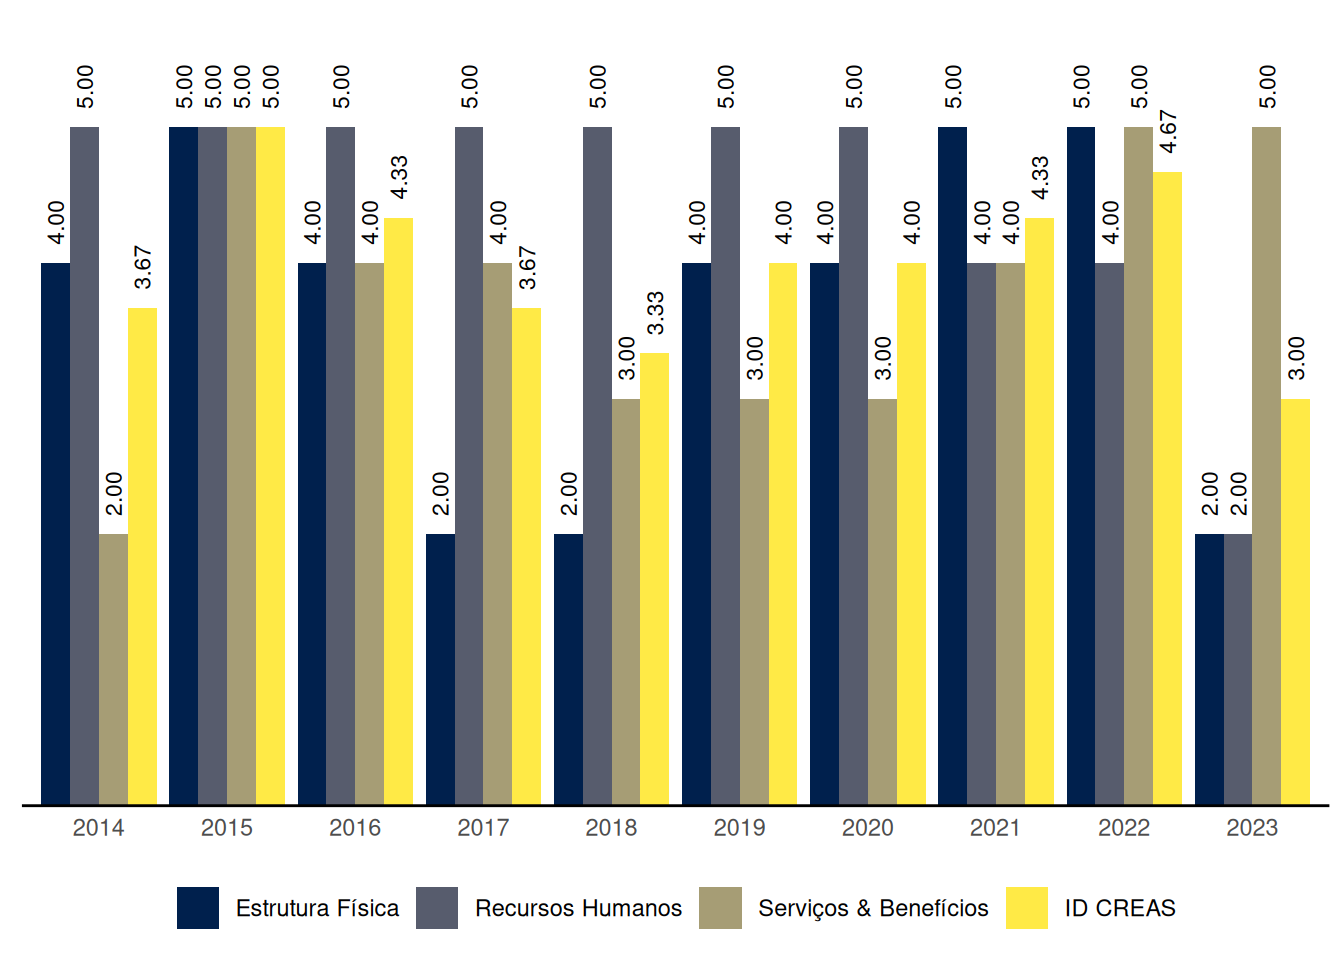 5.00 5.00 5.00 5.00 5.00 5.00 5.00 5.00 5.00 5.00 5.00 5.00 5.00 5.00
4.67
4.33 4.33
4.00 4.00 4.00 4.00 4.00 4.00 4.00 4.00 4.00 4.00 4.00
3.67 3.67
3.33
3.00 3.00 3.00 3.00
2.00 2.00 2.00 2.00 2.00
2014 2015 2016 2017 2018 2019 2020 2021 2022 2023
Estrutura Física Recursos Humanos Serviços & Benefícios ID CREAS